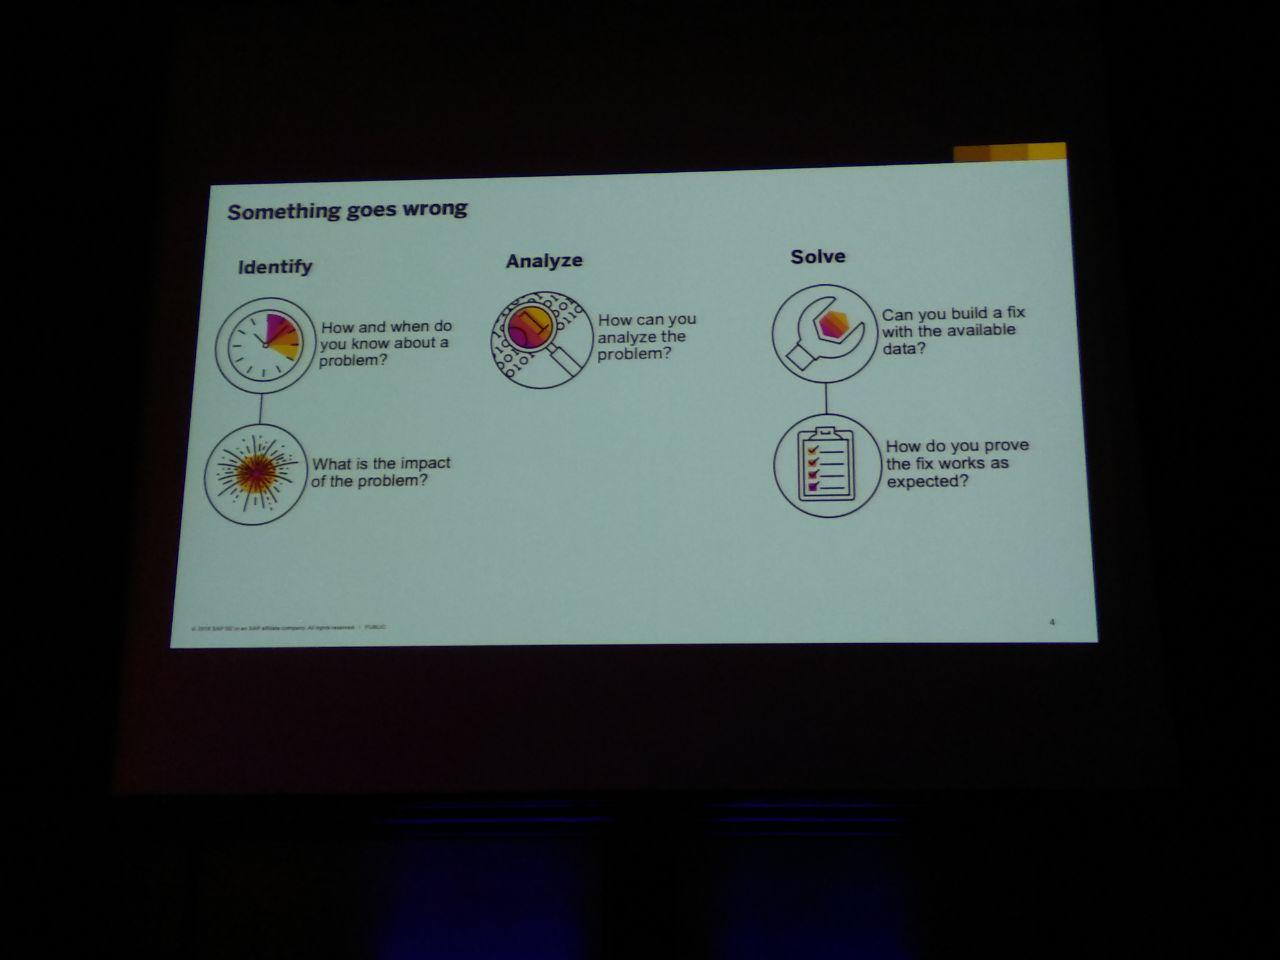 Something goes wrong
Identify
How and when do
you know about a
problem?
What is the impact
of the problem?
Analyze
How can you
analyze the
problem?
Solve
Can you build a fix
with the available
data?
How do you prove
the fix works as
expected?
SAP SE or an SAP affiliate company. All rights reserved. | PUBLIC
4